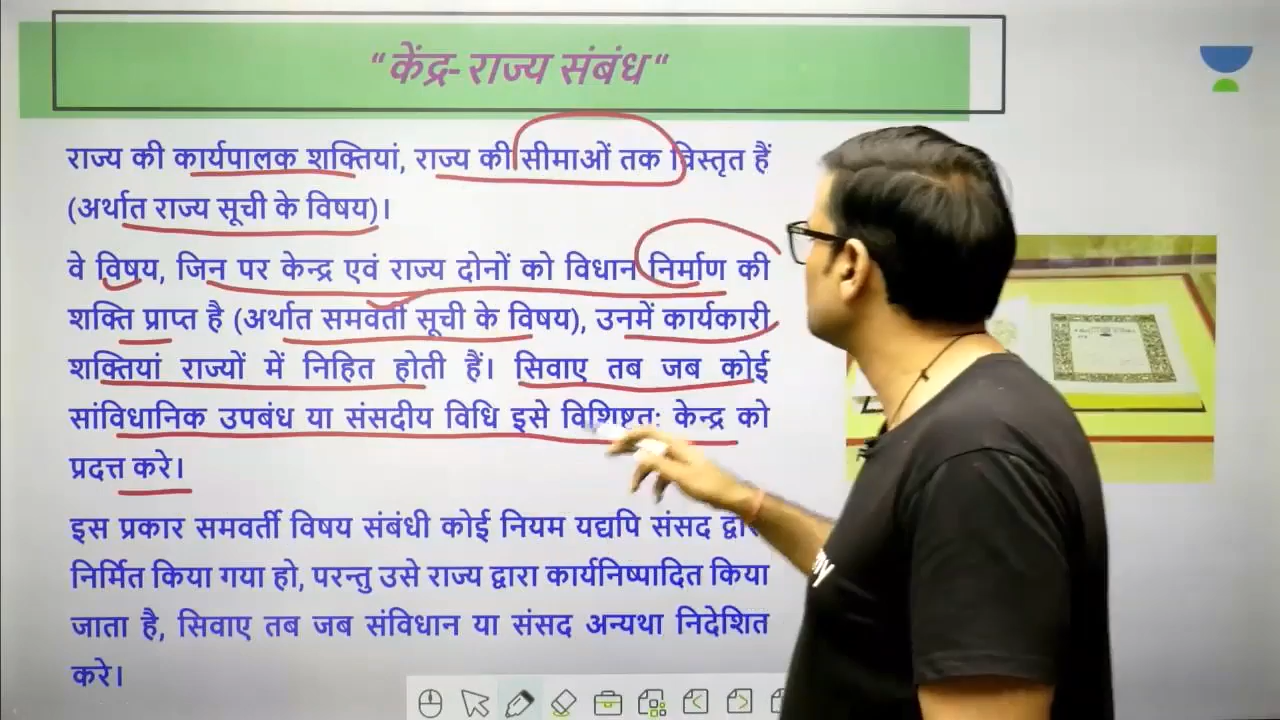 “केंद्र- राज्य संबंध“
राज्य की कार्यपालक शक्तियां, राज्य की सीमाओं तक विस्तृत हैं
(अर्थात राज्य सूची के विषय)।
वे विषय, जिन पर केन्द्र एवं राज्य दोनों को विधान निर्माण की
शक्ति प्राप्त है (अर्थात समवर्ती सूची के विषय), उनमें कार्यकारी
शक्तियां राज्यों में निहित होती हैं। सिवाए तब जब कोई
सांविधानिक उपबंध या संसदीय विधि इसे विशिष्टतः केन्द्र को
प्रदत्त करे।
इस प्रकार समवर्ती विषय संबंधी कोई नियम यद्यपि संसद
निर्मित किया गया हो, परन्तु उसे राज्य द्वारा कार्यनिष्पादित किया
जाता है, सिवाए तब जब संविधान या संसद अन्यथा निदेशित
करे।